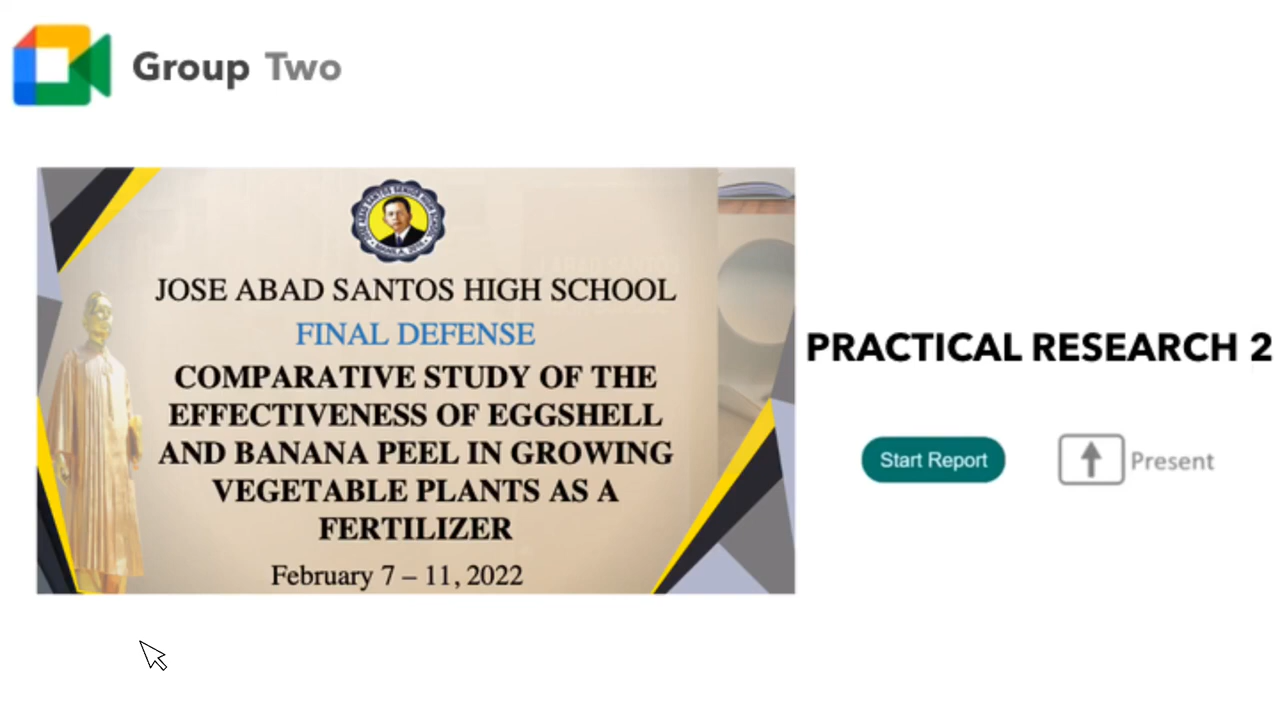 Group Two
JOSE ABAD SANTOS HIGH SCHOOL
FINAL DEFENSE
COMPARATIVE STUDY OF THE
EFFECTIVENESS OF EGGSHELL
AND BANANA PEEL IN GROWING
VEGETABLE PLANTS AS A
FERTILIZER
February 7 – 11, 2022
PRACTICAL RESEARCH 2
Start Report
Present